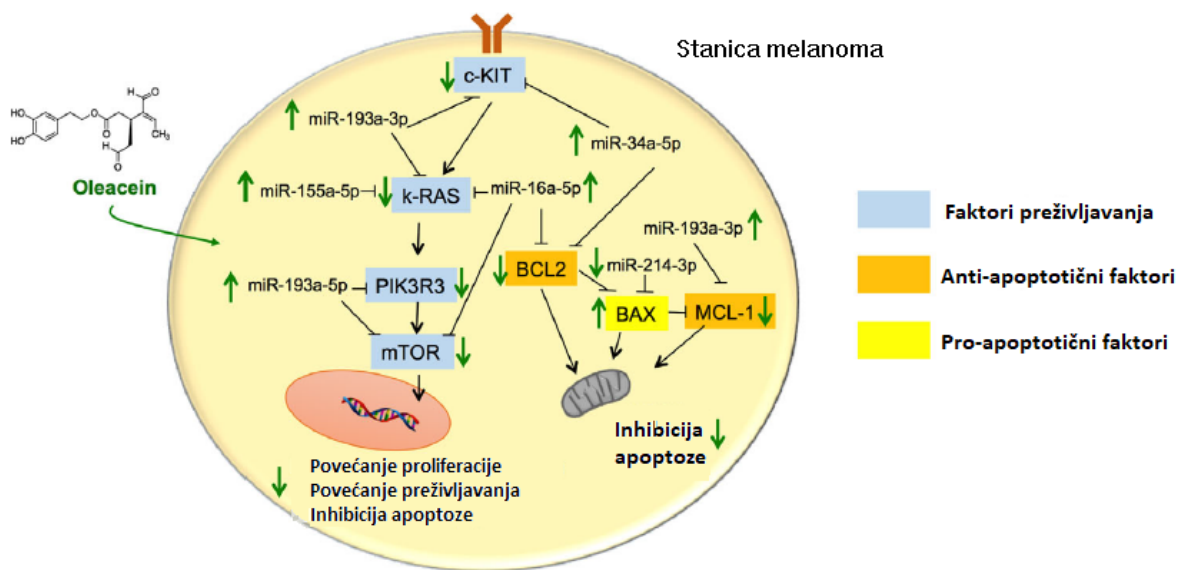 Stanica melanoma
c-KIT
miR-193a-3p
miR-34a-5p
HO
HO
O
O
O
CH₃
O
Oleacein
miR-155a-5p
k-RAS
miR-16a-5p
miR-193a-3p
miR-193a-5p
PIK3R3
BCL2
miR-214-3p
BAX
MCL-1
mTOR
Inhibicija
apoptoze
Povećanje proliferacije
Povećanje preživljavanja
Inhibicija apoptoze
Faktori preživljavanja
Anti-apoptotični faktori
Pro-apoptotični faktori